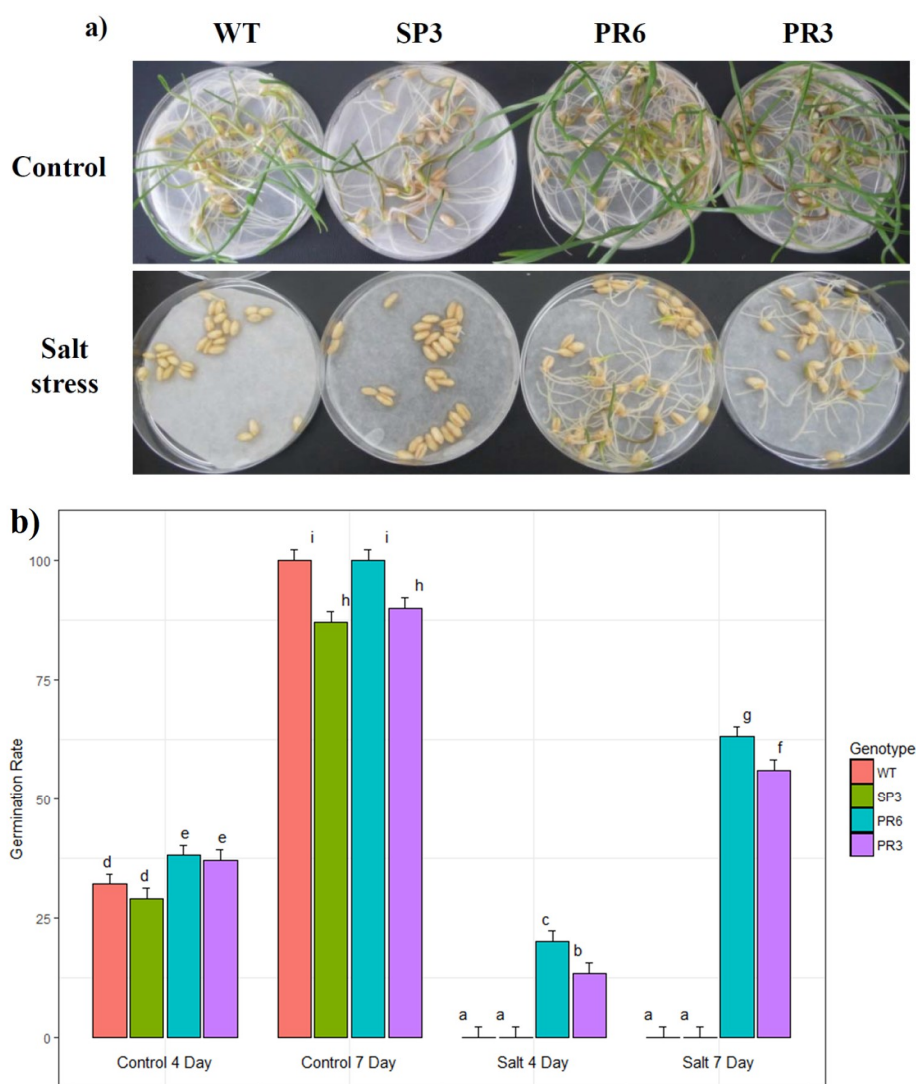 a)
WT SP3 PR6 PR3
Control
Salt
stress
b)
100
75
50
25
0
Germination Rate
i i
h h
g
f
e e
d d
c
b
a a a a
Control 4 Day Control 7 Day Salt 4 Day Salt 7 Day
Genotype
WT
SP3
PR6
PR3